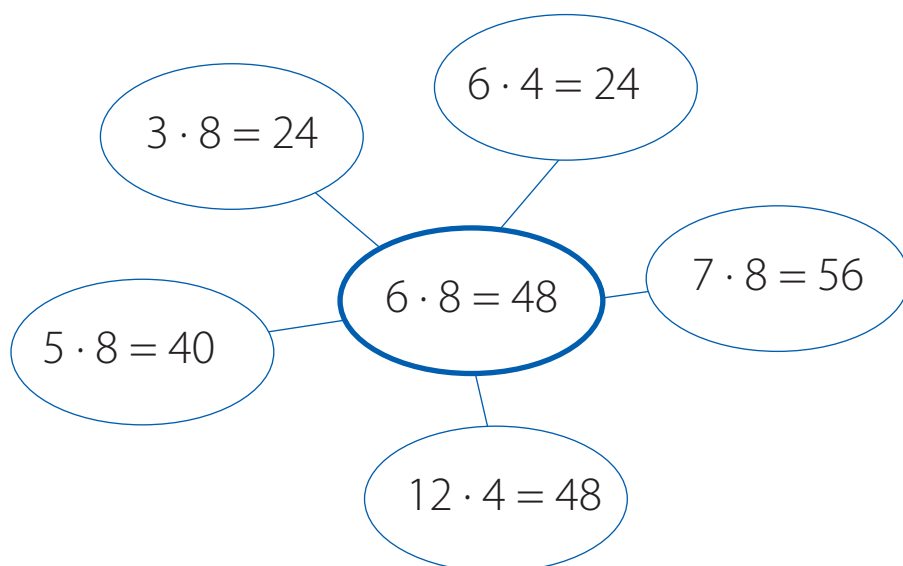 6 · 4 = 24
3 · 8 = 24
7 · 8 = 56
6 · 8 = 48
5 · 8 = 40
12 · 4 = 48